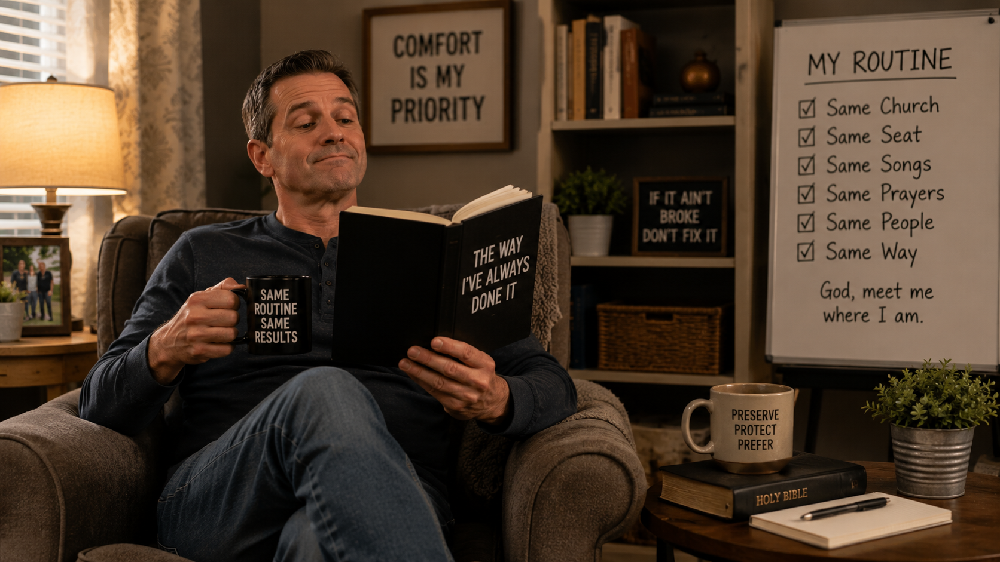 COMFORT
IS MY
PRIORITY
MY ROUTINE
Same Church
Same Seat
Same Songs
Same Prayers
Same People
Same Way
God, meet me
where I am.
IF IT AIN'T
BROKE
DON'T FIX IT
THE WAY
I'VE ALWAYS
DONE IT
SAME
ROUTINE
SAME
RESULTS
PRESERVE
PROTECT
PREFER
HOLY BIBLE